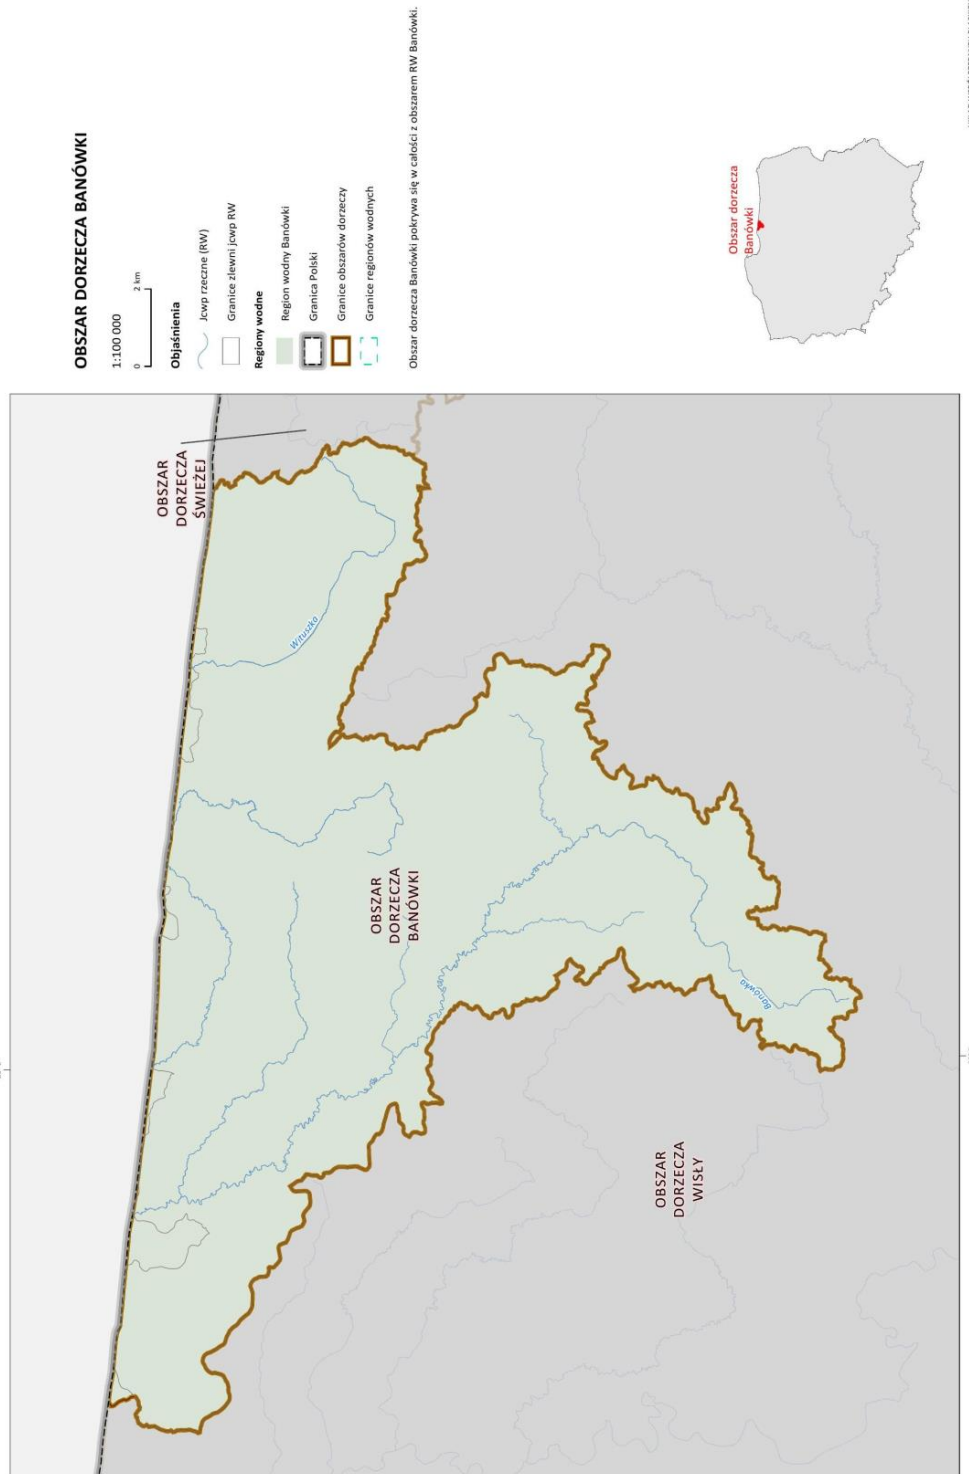 OBSZAR DORZECZA BANÓWKI
1:100 000
0 2 km
Objaśnienia
Jcwp rzeczne (RW)
Granice zlewni jcwp RW
Regiony wodne
Region wodny Banówki
Granica Polski
Granice obszarów dorzeczy
Granice regionów wodnych
Obszar dorzecza Banówki pokrywa się w całości z obszarem RW Banówki.
Obszar dorzecza
Banówki
OBSZAR
DORZECZA
ŚWIEŻEJ
Wituszka
OBSZAR
DORZECZA
BANÓWKI
Banówka
OBSZAR
DORZECZA
WISŁY